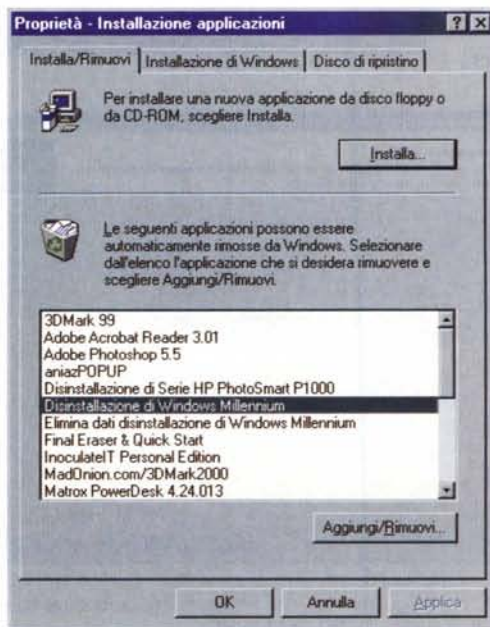 Proprietà - Installazione applicazioni
Installa/Rimuovi
Installazione di Windows
Disco di ripristino
Per installare una nuova applicazione da disco floppy o
da CD-ROM, scegliere Installa.
Installa...
Le seguenti applicazioni possono essere
automaticamente rimosse da Windows. Selezionare
dall'elenco l'applicazione che si desidera rimuovere e
scegliere Aggiungi/Rimuovi.
3DMark 99
Adobe Acrobat Reader 3.01
Adobe Photoshop 5.5
aniazPOPUP
Disinstallazione di Serie HP PhotoSmart P1000
Disinstallazione di Windows Millennium
Elimina dati disinstallazione di Windows Millennium
Final Eraser & Quick Start
InoculateIT Personal Edition
MadOnion.com/3DMark2000
Matrox PowerDesk 4.24.013
Aggiungi/Rimuovi...
OK
Annulla
Applica